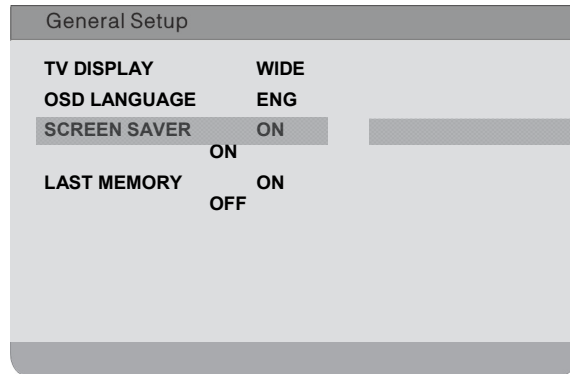 General Setup
TV DISPLAY WIDE
OSD LANGUAGE ENG
SCREEN SAVER ON
ON
LAST MEMORY ON
OFF